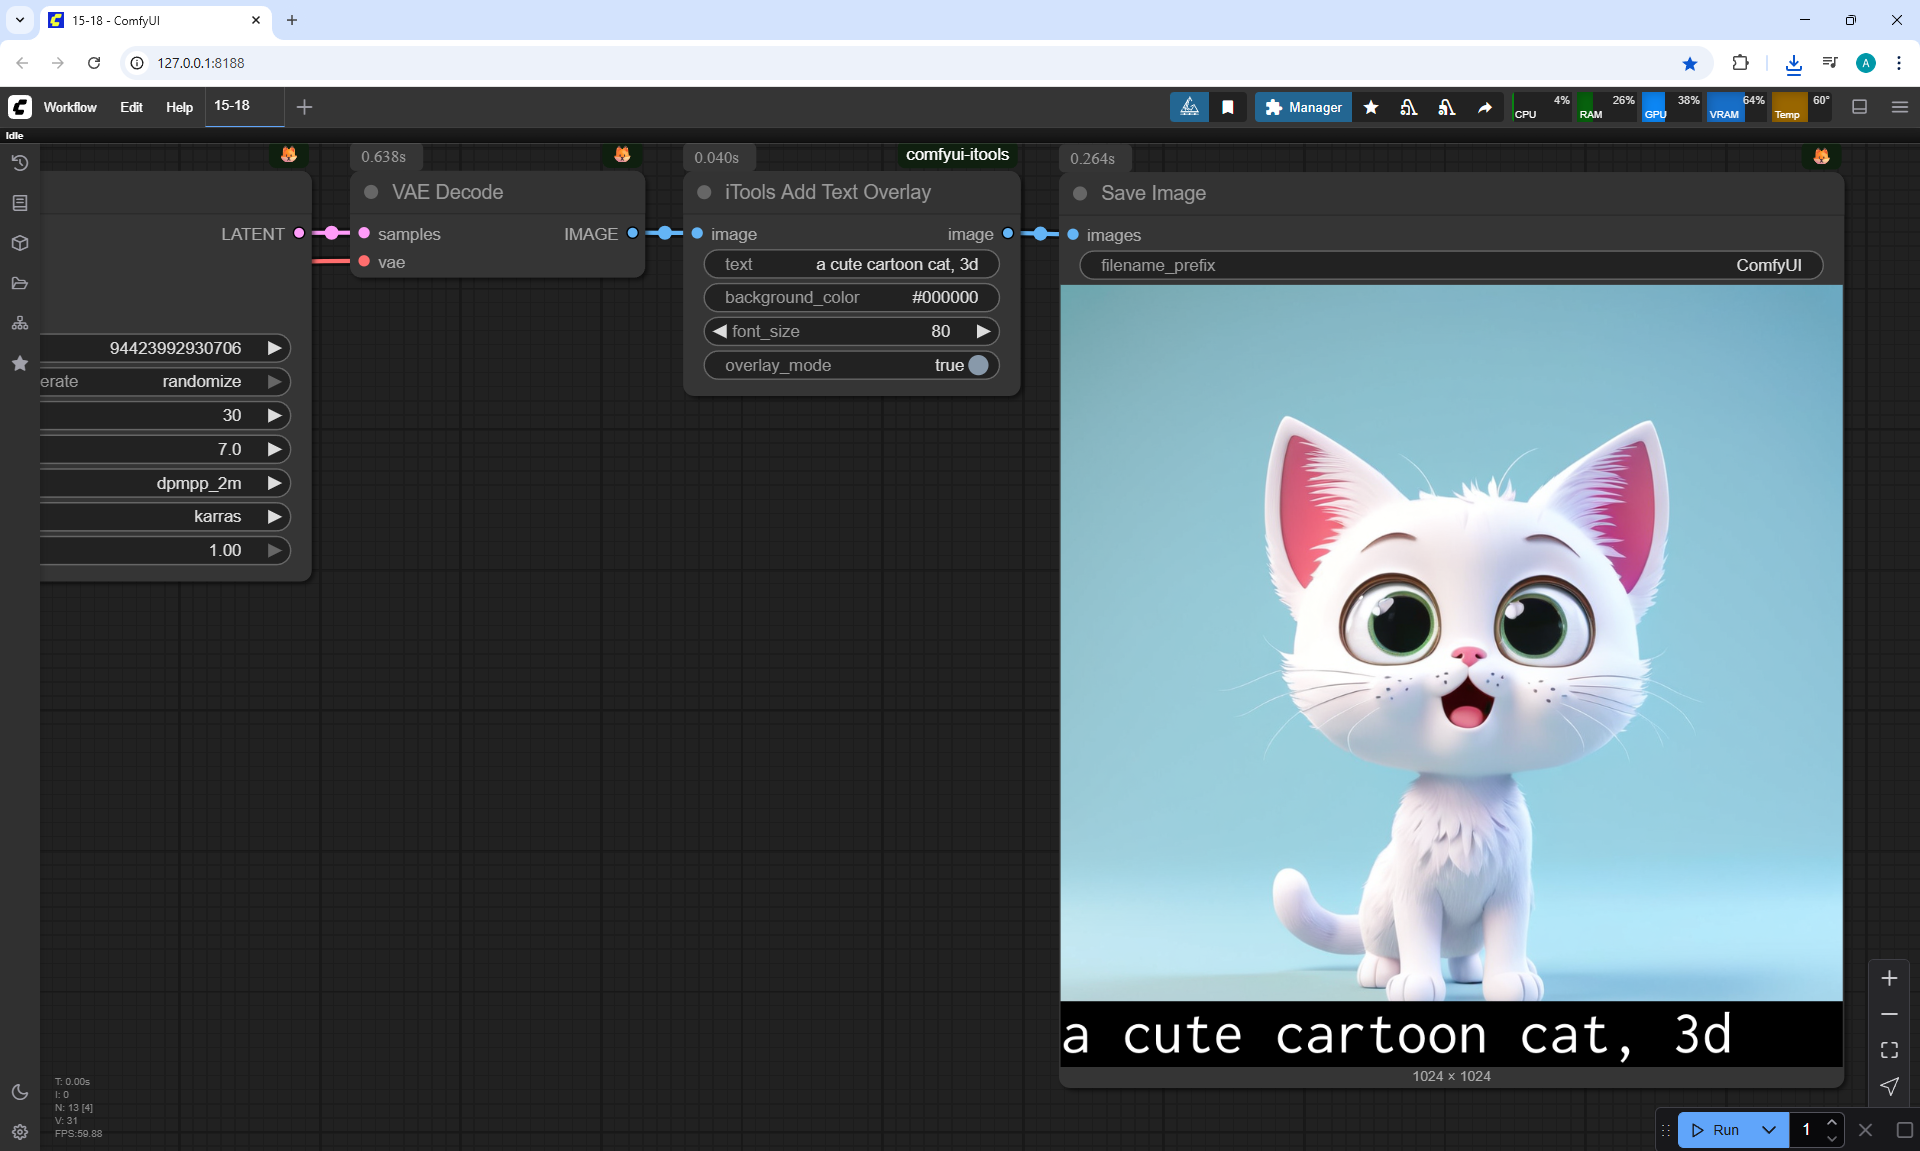 15-18 - ComfyUI
127.0.0.1:8188
A
Workflow Edit Help 15-18
Manager
CPU 4% RAM 26% GPU 38% VRAM 64% Temp 60°
Idle
0.638s
0.040s
comfyui-itools
0.264s
VAE Decode
iTools Add Text Overlay
Save Image
LATENT
samples
IMAGE
image
image
images
vae
text a cute cartoon cat, 3d
filename_prefix ComfyUI
background_color #000000
font_size 80
overlay_mode true
94423992930706
erate randomize
30
7.0
dpmpp_2m
karras
1.00
a cute cartoon cat, 3d
1024 × 1024
T: 0.00s
I: 0
N: 13 [4]
V: 31
FPS:59.88
Run 1